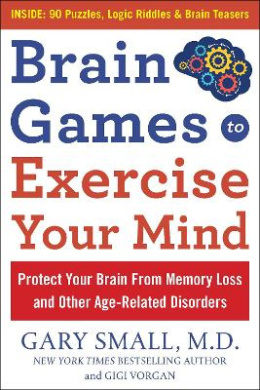 INSIDE: 90 Puzzles, Logic Riddles & Brain Teasers
Brain
Games to
Exercise
Your Mind
Protect Your Brain From Memory Loss
and Other Age-Related Disorders
GARY SMALL, M.D.
NEW YORK TIMES BESTSELLING AUTHOR
and GIGI VORGAN